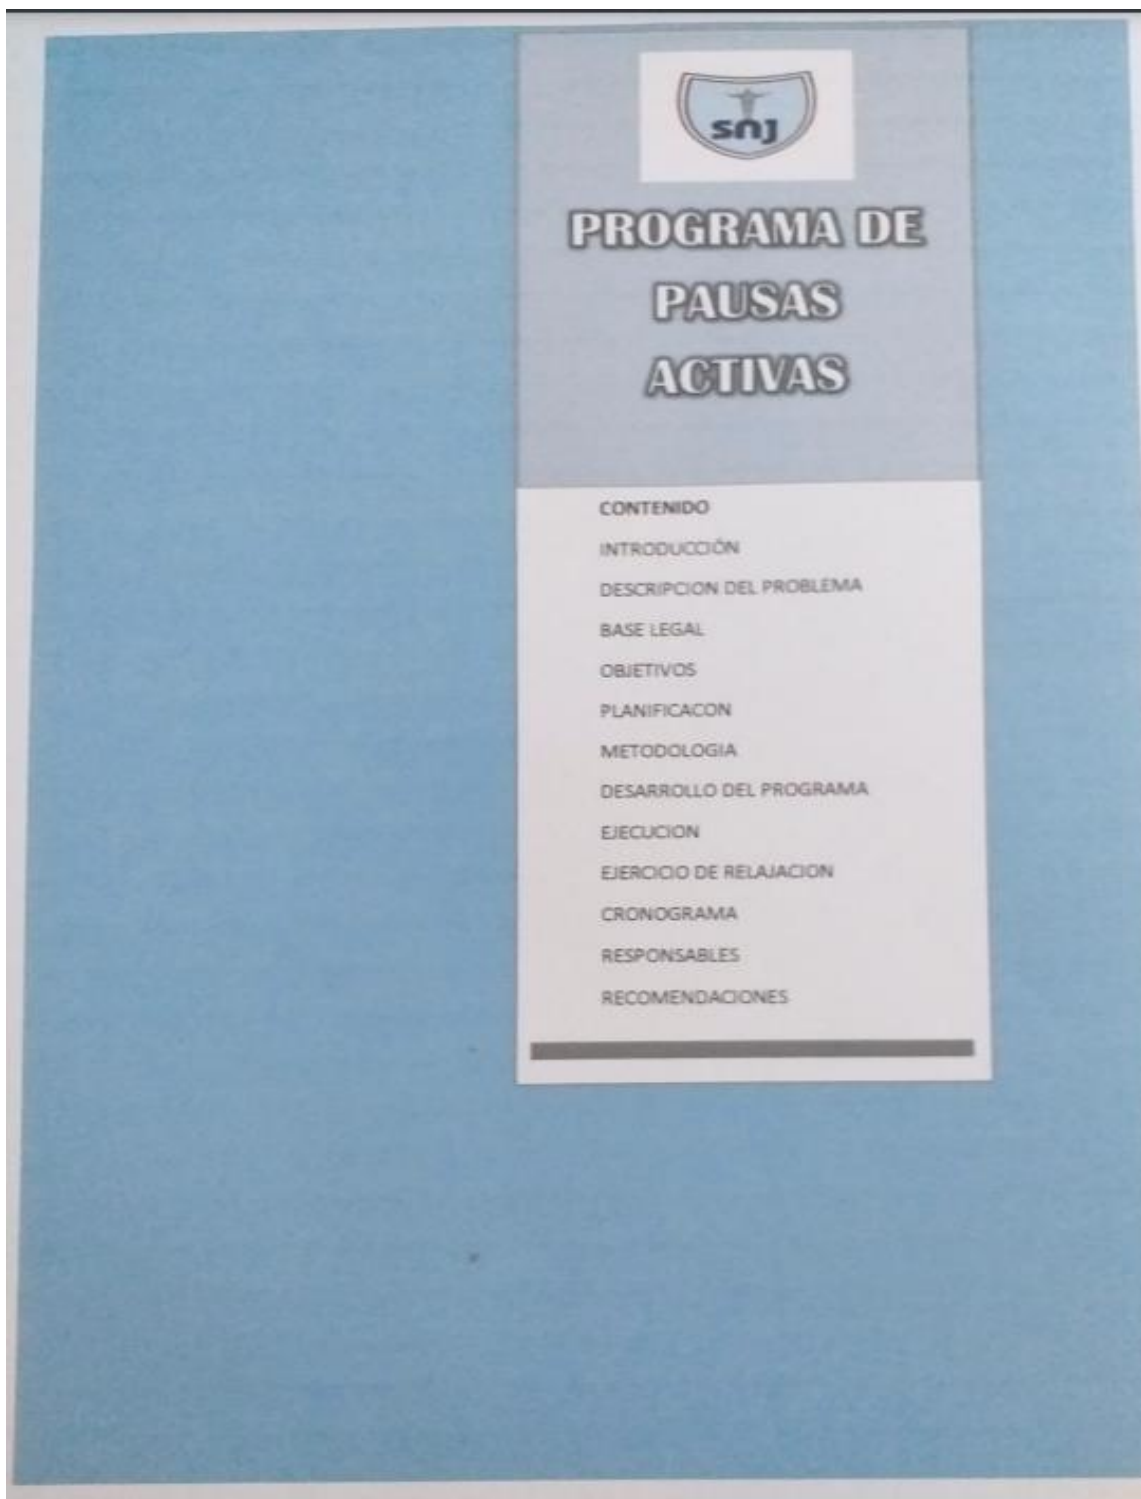 snj
PROGRAMA DE
PAUSAS
ACTIVAS
CONTENIDO
INTRODUCCIÓN
DESCRIPCION DEL PROBLEMA
BASE LEGAL
OBJETIVOS
PLANIFICACON
METODOLOGIA
DESARROLLO DEL PROGRAMA
EJECUCION
EJERCICIO DE RELAJACION
CRONOGRAMA
RESPONSABLES
RECOMENDACIONES